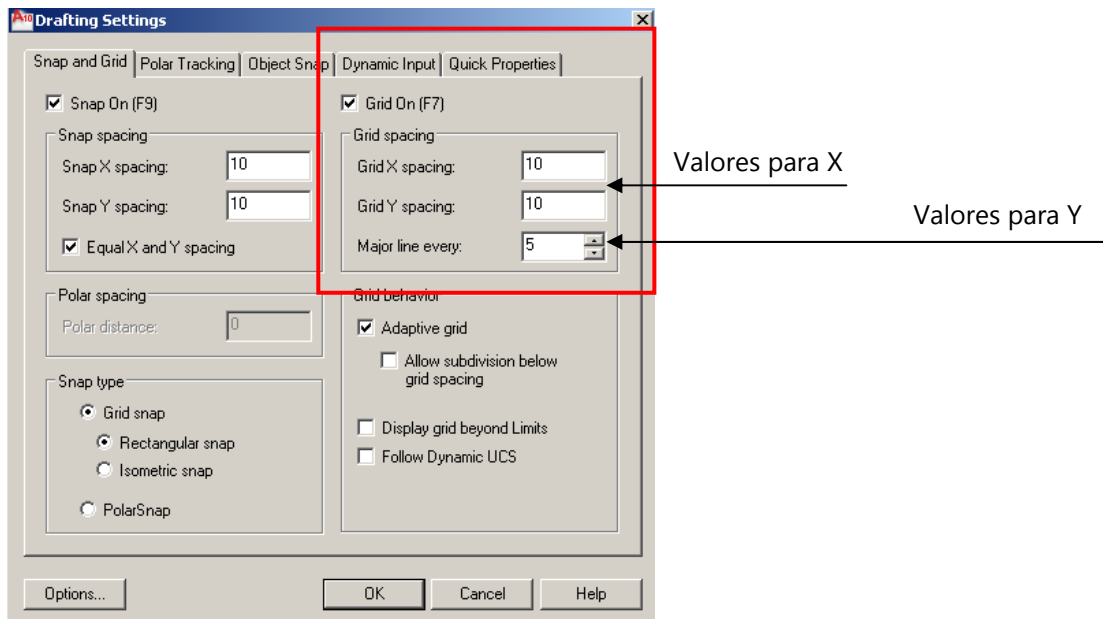 A10 Drafting Settings
Snap and Grid Polar Tracking Object Snap Dynamic Input Quick Properties
Snap On (F9)
Snap spacing
Snap X spacing: 10
Snap Y spacing: 10
Equal X and Y spacing
Polar spacing
Polar distance: 0
Snap type
Grid snap
Rectangular snap
Isometric snap
PolarSnap
Grid On (F7)
Grid spacing
Grid X spacing: 10
Grid Y spacing: 10
Major line every: 5
Grid behavior
Adaptive grid
Allow subdivision below
grid spacing
Display grid beyond Limits
Follow Dynamic UCS
Options... OK Cancel Help
Valores para X
Valores para Y